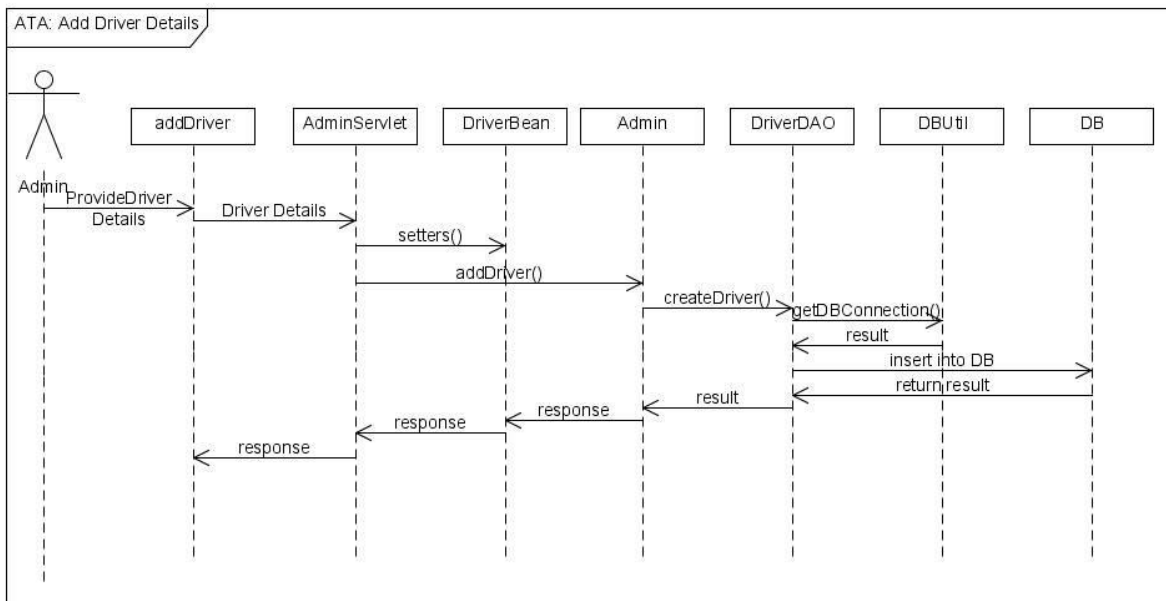 ATA: Add Driver Details
addDriver
AdminServlet
DriverBean
Admin
DriverDAO
DBUtil
DB
Admin
ProvideDriver
Details
Driver Details
setters()
addDriver()
createDriver()
getDBConnection()
result
insert into DB
return result
result
response
response
response